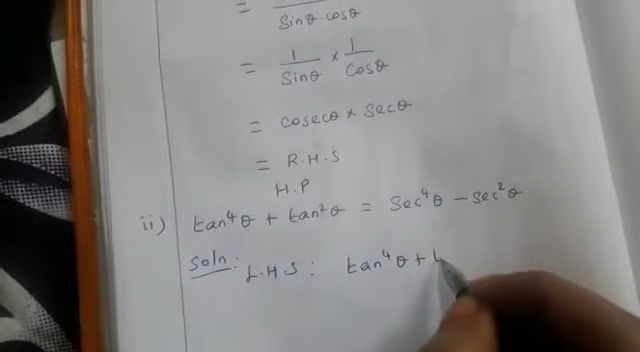 =
Sinθ·cosθ
= 1/Sinθ × 1/Cosθ
= cosecθ × secθ
= R.H.S
H.P
ii) tan⁴θ + tan²θ = Sec⁴θ − sec²θ
Soln: L.H.S : tan⁴θ +